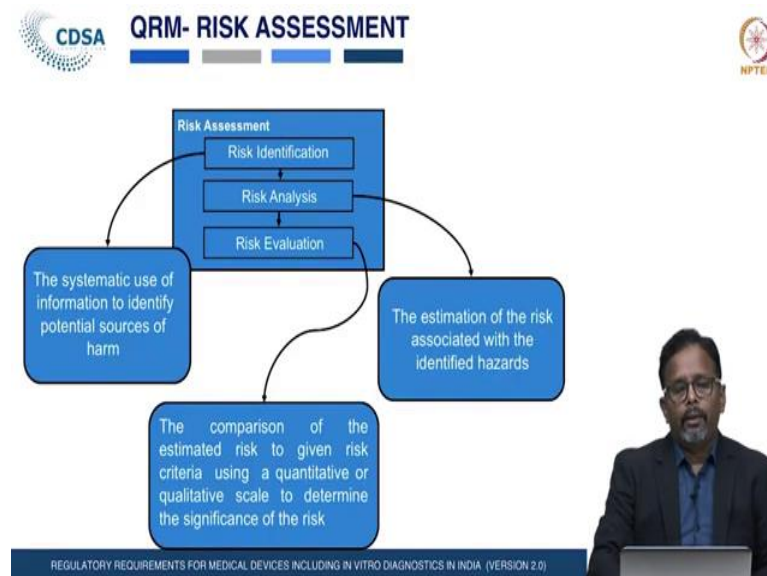 CDSA
QRM- RISK ASSESSMENT
NPTEL
Risk Assessment
Risk Identification
Risk Analysis
Risk Evaluation
The systematic use of
information to identify
potential sources of
harm
The estimation of the risk
associated with the
identified hazards
The comparison of the
estimated risk to given risk
criteria using a quantitative or
qualitative scale to determine
the significance of the risk
REGULATORY REQUIREMENTS FOR MEDICAL DEVICES INCLUDING IN VITRO DIAGNOSTICS IN INDIA (VERSION 2.0)